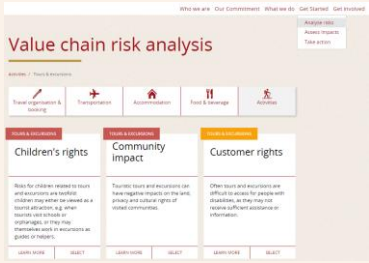 Who we are Our Commitment What we do Get Started Get involved
Analyse risks
Assess impacts
Take action
Value chain risk analysis
Activities / Tours & excursions
Travel organisation & booking
Transportation
Accommodation
Food & beverage
Activities
TOURS & EXCURSIONS
Children's rights
Risks for children related to tours
and excursions are twofold:
children may either be viewed as a
tourist attraction, e.g. when
tourists visit schools or
orphanages, or they may
themselves work in excursions as
guides or helpers.
LEARN MORE SELECT
TOURS & EXCURSIONS
Community
impact
Touristic tours and excursions can
have negative impacts on the land,
privacy and cultural rights of
visited communities.
LEARN MORE SELECT
TOURS & EXCURSIONS
Customer rights
Often tours and excursions are
difficult to access for people with
disabilities, as they may not
receive sufficient assistance or
information.
LEARN MORE SELECT